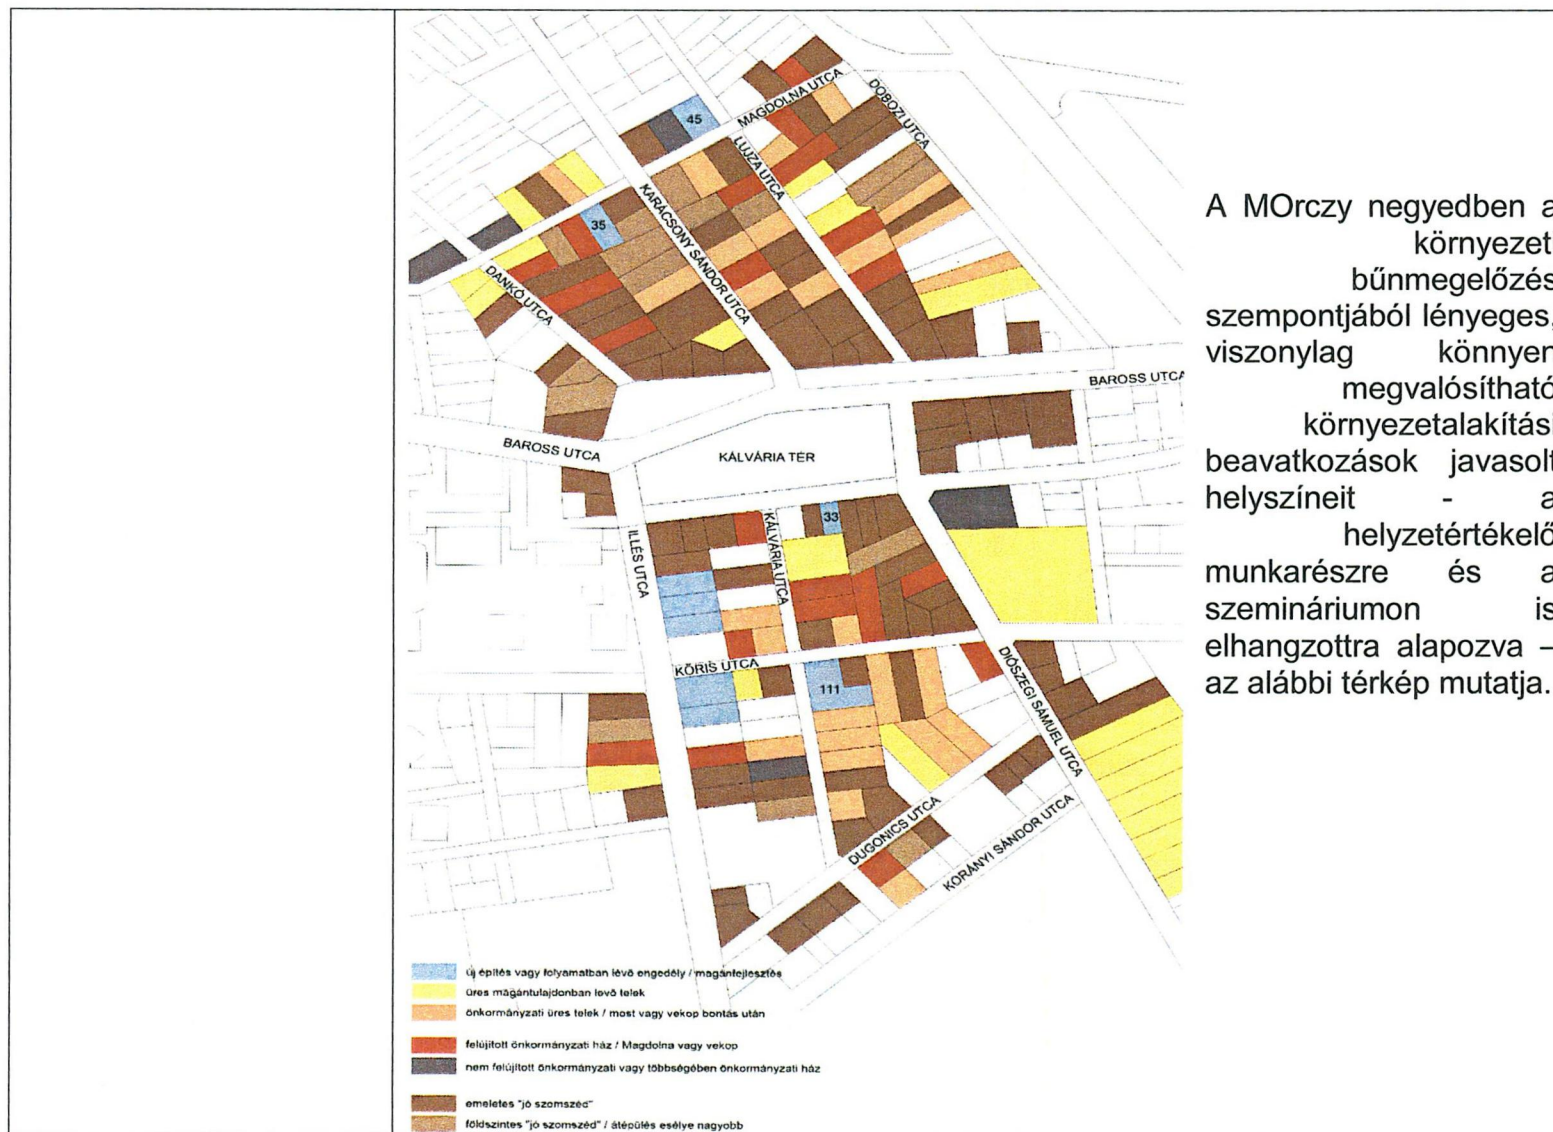 45
MAGDOLNA UTCA
DOBOZI UTCA
LUJZA UTCA
KARÁCSONY SÁNDOR UTCA
35
DANKÓ UTCA
BAROSS UTCA
BAROSS UTCA
KÁLVÁRIA TÉR
33
KÁLVÁRIA UTCA
ILLÉS UTCA
KŐRIS UTCA
111
DIÓSZEGI SÁMUEL UTCA
DUGONICS UTCA
KORÁNYI SÁNDOR UTCA
új építés vagy folyamatban lévő engedély / magánfejlesztés
üres magántulajdonban levő telek
önkormányzati üres telek / most vagy vekop bontás után
felújított önkormányzati ház / Magdolna vagy vekop
nem felújított önkormányzati vagy többségében önkormányzati ház
emeletes "jó szomszéd"
földszintes "jó szomszéd" / átépülés esélye nagyobb
A MOrczy negyedben a
környezeti
bűnmegelőzés
szempontjából lényeges,
viszonylag könnyen
megvalósítható
környezetalakítási
beavatkozások javasolt
helyszíneit - a
helyzetértékelő
munkarészre és a
szemináriumon is
elhangzottra alapozva –
az alábbi térkép mutatja.